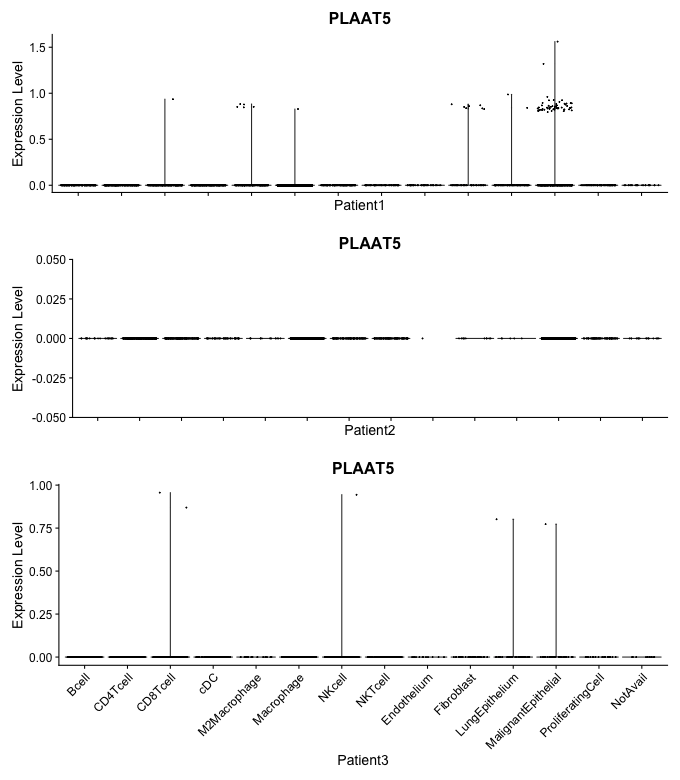 PLAAT5
Expression Level
1.5
1.0
0.5
0.0
Patient1
PLAAT5
Expression Level
0.050
0.025
0.000
-0.025
-0.050
Patient2
PLAAT5
Expression Level
1.00
0.75
0.50
0.25
0.00
Bcell
CD4Tcell
CD8Tcell
cDC
M2Macrophage
Macrophage
NKcell
NKTcell
Endothelium
Fibroblast
LungEpithelium
MalignantEpithelial
ProliferatingCell
NotAvail
Patient3